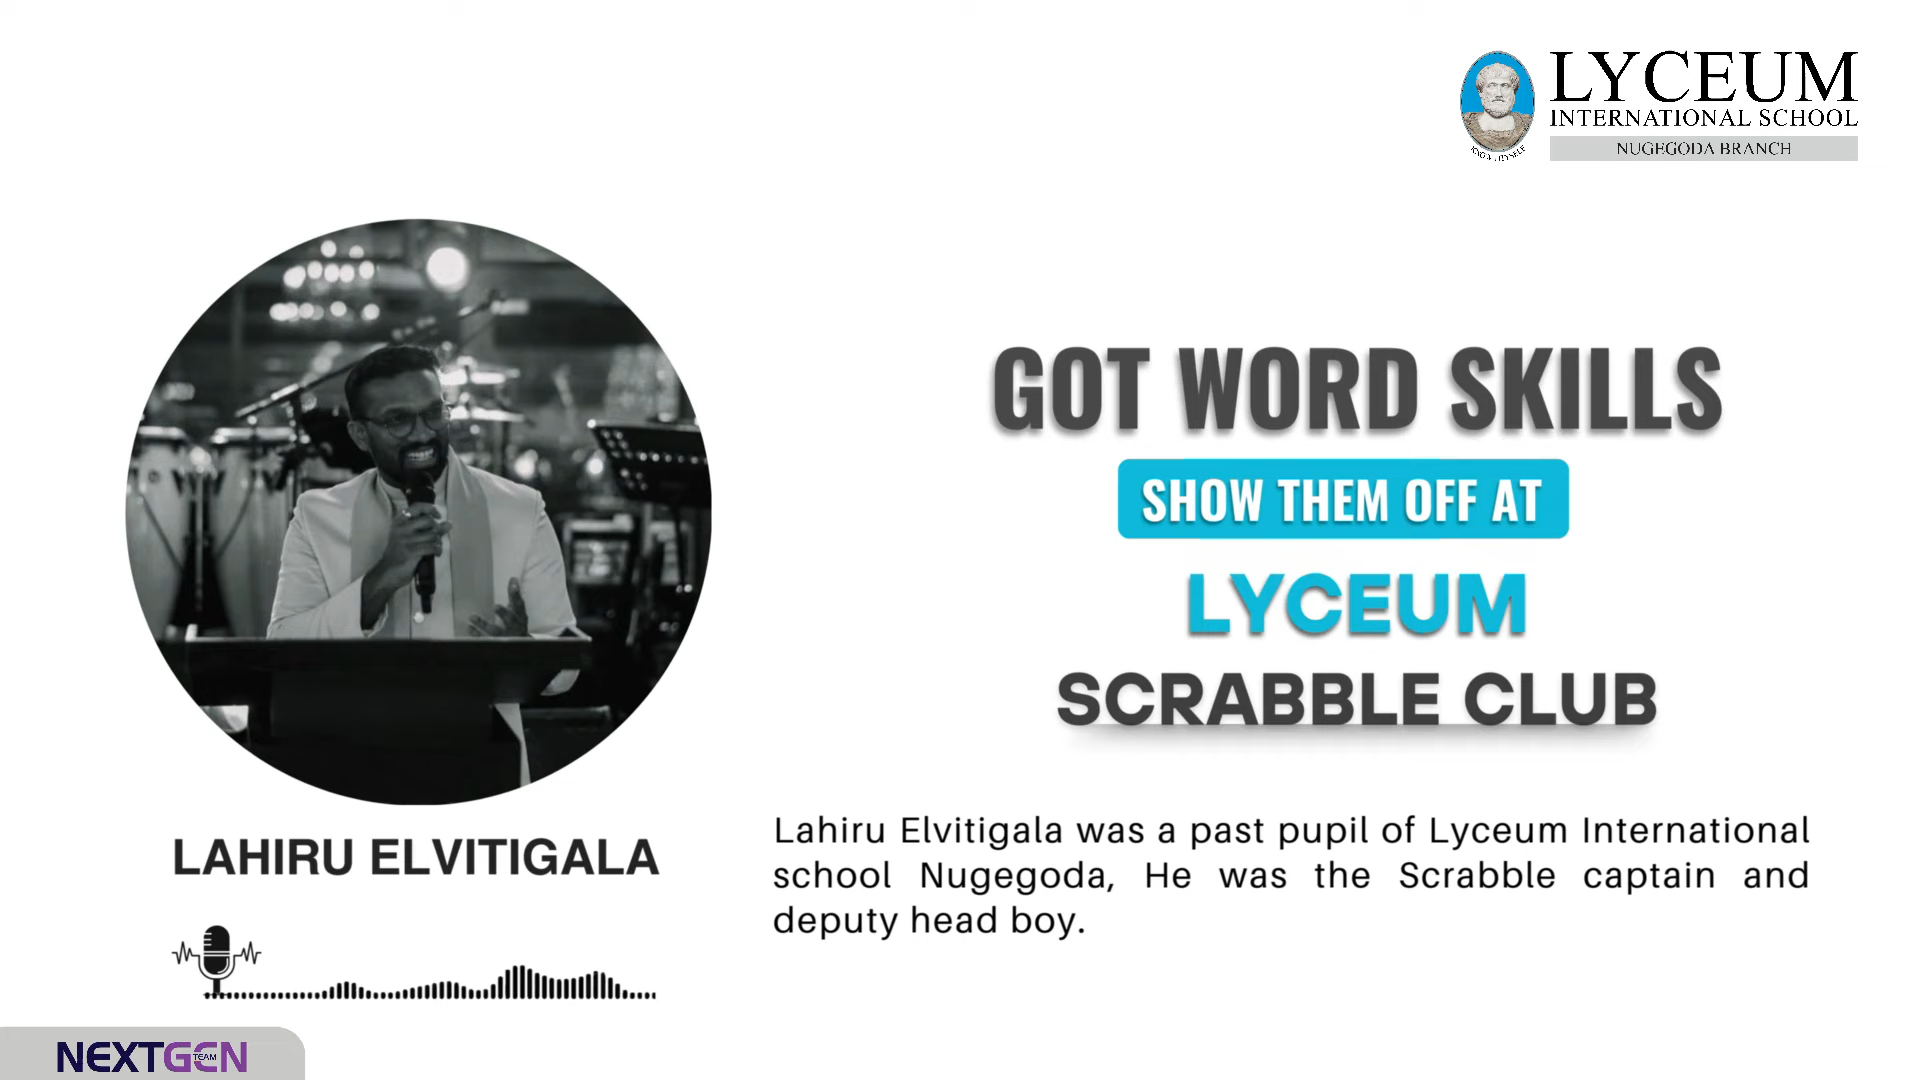 LYCEUM
INTERNATIONAL SCHOOL
NUGEGODA BRANCH
GOT WORD SKILLS
SHOW THEM OFF AT
LYCEUM
SCRABBLE CLUB
LAHIRU ELVITIGALA
Lahiru Elvitigala was a past pupil of Lyceum International
school Nugegoda, He was the Scrabble captain and
deputy head boy.
NEXTGEN
TEAM